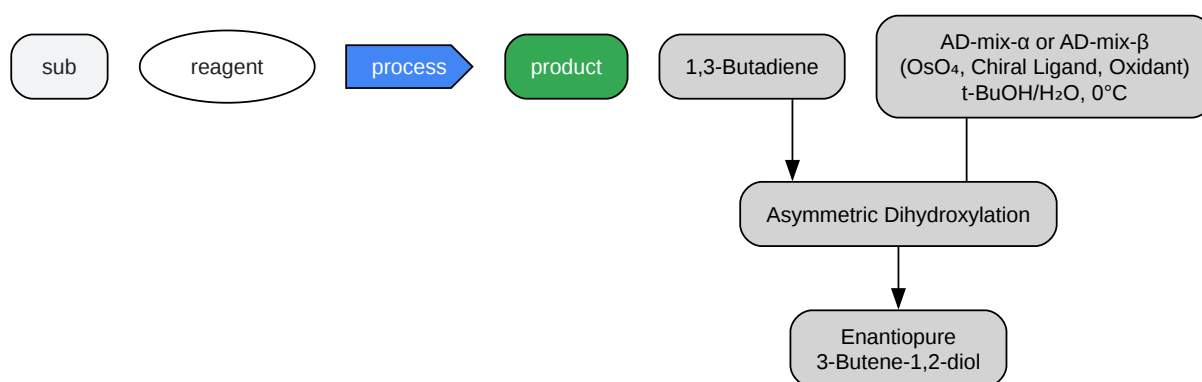 sub
reagent
process
product
1,3-Butadiene
AD-mix-α or AD-mix-β
(OsO₄, Chiral Ligand, Oxidant)
t-BuOH/H₂O, 0°C
Asymmetric Dihydroxylation
Enantiopure
3-Butene-1,2-diol